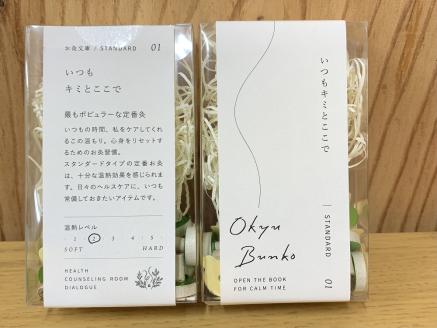 お灸文庫 / STANDARD 01
いつも
キミとここで
最もポピュラーな定番灸
いつもの時間、私をケアしてくれ
るこの温もり。心身をリセットす
るためのお灸習慣。
スタンダードタイプの定番お灸
は、十分な温熱効果を感じられま
す。日々のヘルスケアに、いつも
常備しておきたいアイテムです。
温熱レベル
1 2 3 4 5
SOFT HARD
HEALTH
COUNSELING ROOM
DIALOGUE
いつもキミとここで
STANDARD 01
Okyu
Bunko
OPEN THE BOOK
FOR CALM TIME